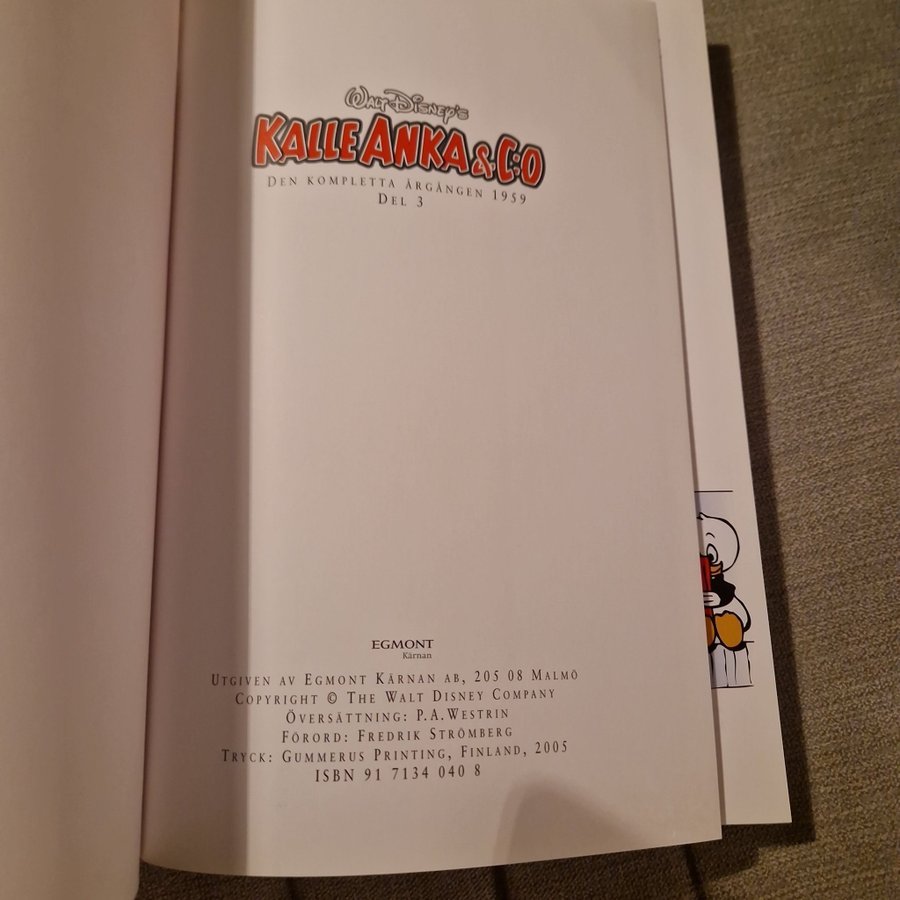 Walt Disney's
KALLE ANKA & C:O
DEN KOMPLETTA ÅRGÅNGEN 1959
DEL 3
EGMONT
Kärnan
UTGIVEN AV EGMONT KÄRNAN AB, 205 08 MALMÖ
COPYRIGHT © THE WALT DISNEY COMPANY
ÖVERSÄTTNING: P.A.WESTRIN
FÖRORD: FREDRIK STRÖMBERG
TRYCK: GUMMERUS PRINTING, FINLAND, 2005
ISBN 91 7134 040 8